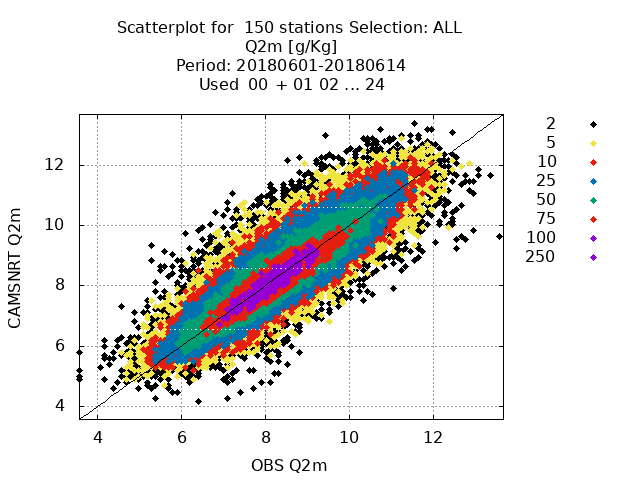 Scatterplot for  150 stations Selection: ALL
Q2m [g/Kg]
Period: 20180601-20180614
Used  00 + 01 02 ... 24
2
5
10
25
50
75
100
250
12
10
8
6
4
CAMSNRT Q2m
4 6 8 10 12
OBS Q2m